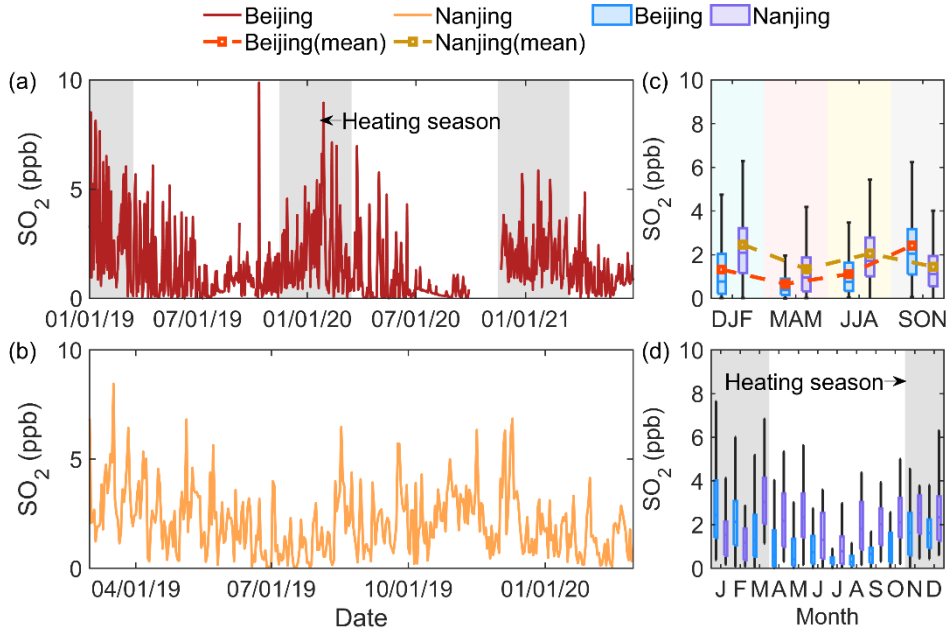 Beijing Nanjing Beijing Nanjing
Beijing(mean) Nanjing(mean)
(a)
10
5
0
SO2 (ppb)
Heating season
01/01/19 07/01/19 01/01/20 07/01/20 01/01/21
(c)
10
8
6
4
2
0
SO2 (ppb)
DJF MAM JJA SON
(b)
10
5
0
SO2 (ppb)
04/01/19 07/01/19 10/01/19 01/01/20
Date
(d)
10
8
6
4
2
0
SO2 (ppb)
Heating season
J F M A M J J A S O N D
Month